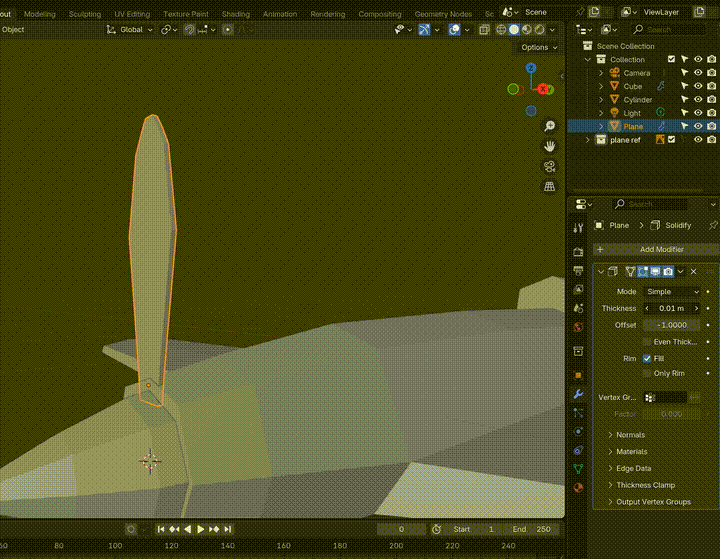 out Modeling Sculpting UV Editing Texture Paint Shading Animation Rendering Compositing Geometry Nodes Sc
Scene
ViewLayer
Object
Global
Options
Search
Z
X
Y
Scene Collection
Collection
Camera
Cube
Cylinder
Light
Plane
plane ref
Search
Plane > Solidify
+ Add Modifier
Mode Simple
Thickness 0.01 m
Offset -1.0000
Even Thick...
Rim Fill
Only Rim
Vertex Gr...
Factor 0.000
Normals
Materials
Edge Data
Thickness Clamp
Output Vertex Groups
0 Start 1 End 250
80 100 120 140 160 180 200 220 240